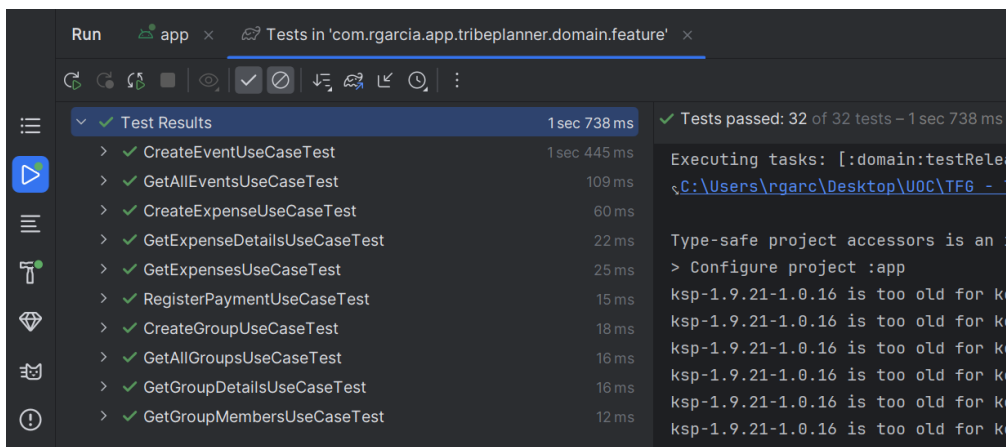 Run app × Tests in 'com.rgarcia.app.tribeplanner.domain.feature' ×
Test Results 1 sec 738 ms
CreateEventUseCaseTest 1 sec 445 ms
GetAllEventsUseCaseTest 109 ms
CreateExpenseUseCaseTest 60 ms
GetExpenseDetailsUseCaseTest 22 ms
GetExpensesUseCaseTest 25 ms
RegisterPaymentUseCaseTest 15 ms
CreateGroupUseCaseTest 18 ms
GetAllGroupsUseCaseTest 16 ms
GetGroupDetailsUseCaseTest 16 ms
GetGroupMembersUseCaseTest 12 ms
Tests passed: 32 of 32 tests – 1 sec 738 ms
Executing tasks: [:domain:testRelea
C:\Users\rgarc\Desktop\UOC\TFG -
Type-safe project accessors is an
> Configure project :app
ksp-1.9.21-1.0.16 is too old for ko
ksp-1.9.21-1.0.16 is too old for ko
ksp-1.9.21-1.0.16 is too old for ko
ksp-1.9.21-1.0.16 is too old for ko
ksp-1.9.21-1.0.16 is too old for ko
ksp-1.9.21-1.0.16 is too old for ko